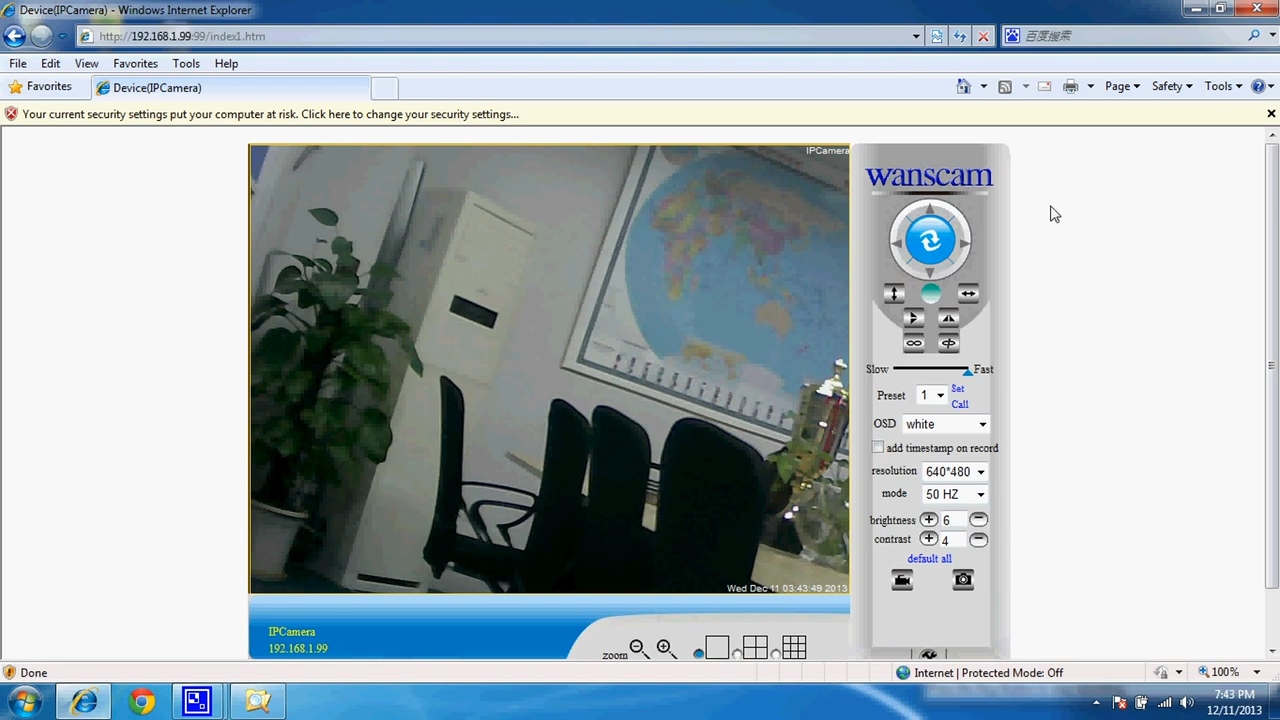 Device(IPCamera) - Windows Internet Explorer
http://192.168.1.99:99/index1.htm
百度搜索
File Edit View Favorites Tools Help
Favorites
Device(IPCamera)
Page Safety Tools
Your current security settings put your computer at risk. Click here to change your security settings...
IPCamera
wanscam
Slow Fast
Preset 1 Set
Call
OSD white
add timestamp on record
resolution 640*480
mode 50 HZ
brightness 6
contrast 4
default all
Wed Dec 11 03:43:49 2013
IPCamera
192.168.1.99
zoom
Done
Internet | Protected Mode: Off
100%
7:43 PM
12/11/2013